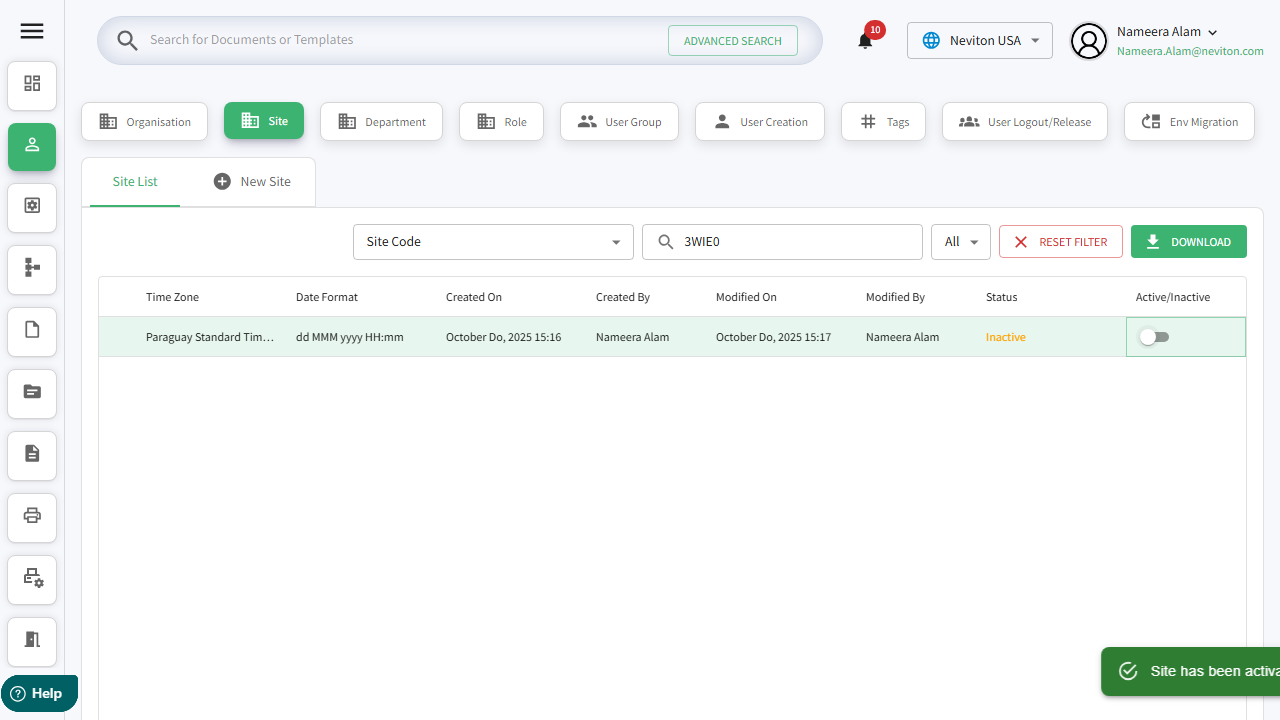 Search for Documents or Templates
ADVANCED SEARCH
10
Neviton USA
Nameera Alam
Nameera.Alam@neviton.com
Organisation
Site
Department
Role
User Group
User Creation
Tags
User Logout/Release
Env Migration
Site List
New Site
Site Code
3WIE0
All
RESET FILTER
DOWNLOAD
Time Zone Date Format Created On Created By Modified On Modified By Status Active/Inactive
Paraguay Standard Tim... dd MMM yyyy HH:mm October Do, 2025 15:16 Nameera Alam October Do, 2025 15:17 Nameera Alam Inactive
Site has been activa
Help